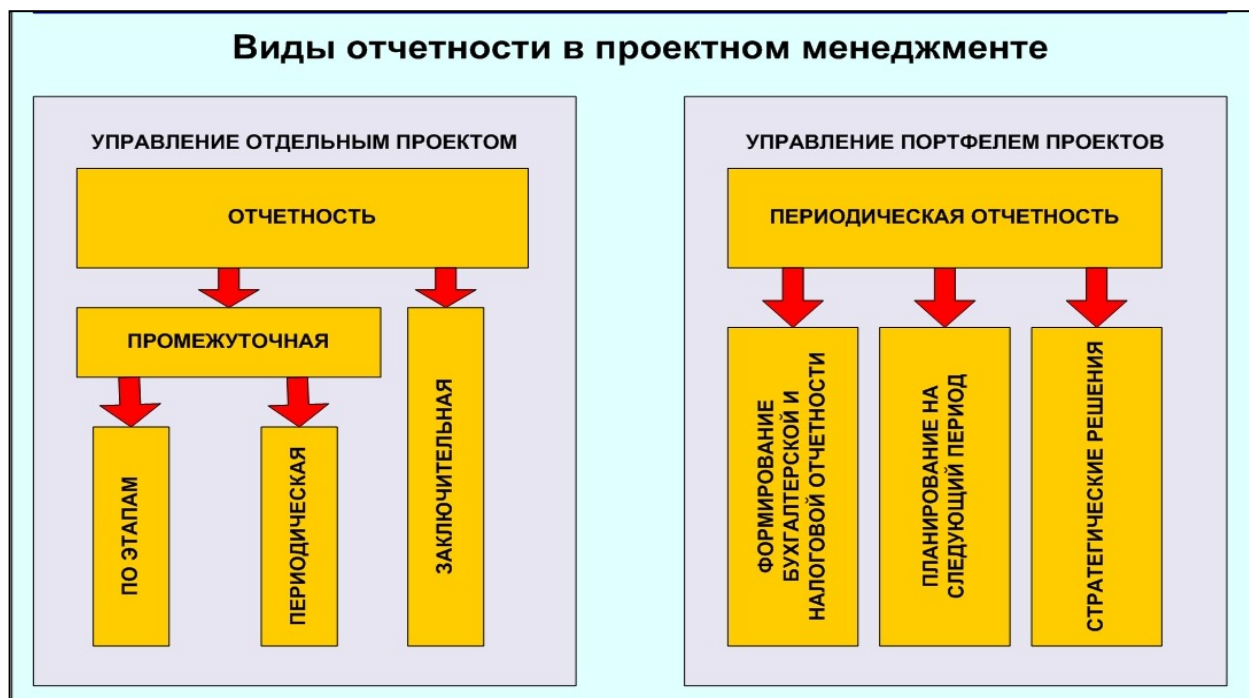 Виды отчетности в проектном менеджменте
УПРАВЛЕНИЕ ОТДЕЛЬНЫМ ПРОЕКТОМ
ОТЧЕТНОСТЬ
ПРОМЕЖУТОЧНАЯ
ПО ЭТАПАМ
ПЕРИОДИЧЕСКАЯ
ЗАКЛЮЧИТЕЛЬНАЯ
УПРАВЛЕНИЕ ПОРТФЕЛЕМ ПРОЕКТОВ
ПЕРИОДИЧЕСКАЯ ОТЧЕТНОСТЬ
ФОРМИРОВАНИЕ
БУХГАЛТЕРСКОЙ И
НАЛОГОВОЙ ОТЧЕТНОСТИ
ПЛАНИРОВАНИЕ НА
СЛЕДУЮЩИЙ ПЕРИОД
СТРАТЕГИЧЕСКИЕ РЕШЕНИЯ